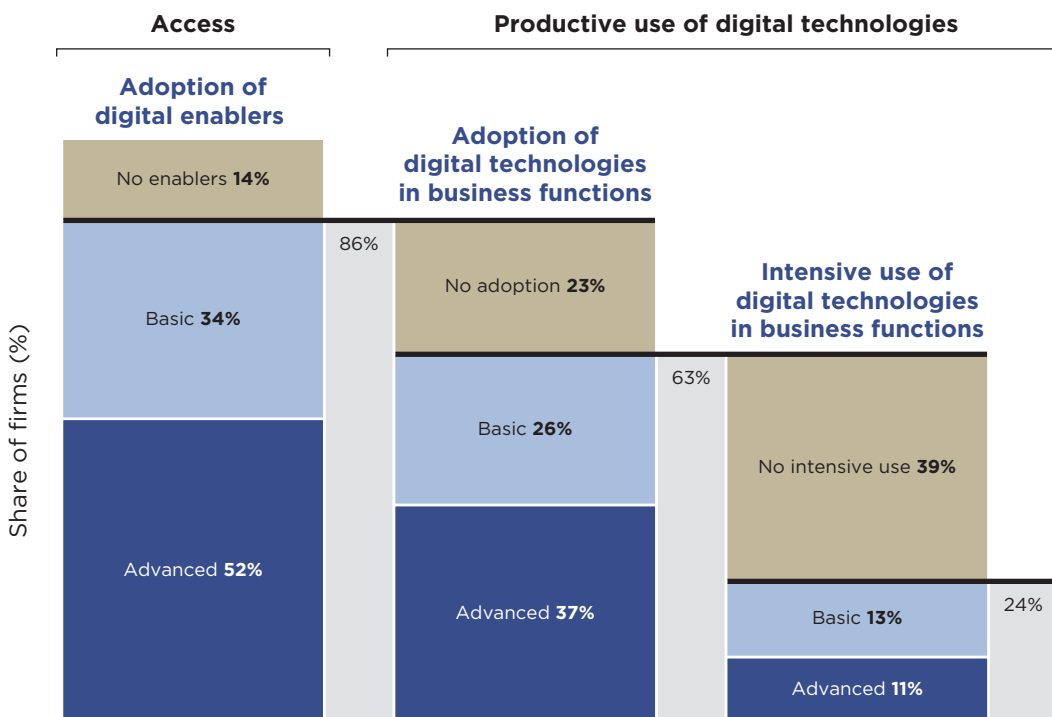 Access
Productive use of digital technologies
Adoption of
digital enablers
No enablers 14%
Basic 34%
Advanced 52%
86%
Adoption of
digital technologies
in business functions
No adoption 23%
Basic 26%
Advanced 37%
63%
Intensive use of
digital technologies
in business functions
No intensive use 39%
Basic 13%
Advanced 11%
24%
Share of firms (%)